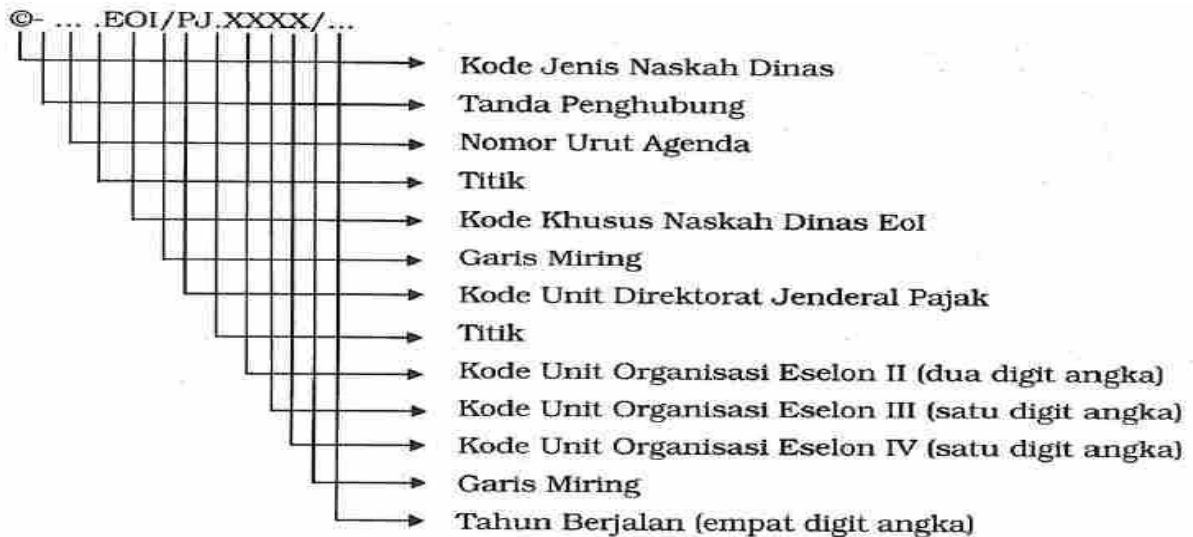 ©- ... .EOI/PJ.XXXX/...
Kode Jenis Naskah Dinas
Tanda Penghubung
Nomor Urut Agenda
Titik
Kode Khusus Naskah Dinas EoI
Garis Miring
Kode Unit Direktorat Jenderal Pajak
Titik
Kode Unit Organisasi Eselon II (dua digit angka)
Kode Unit Organisasi Eselon III (satu digit angka)
Kode Unit Organisasi Eselon IV (satu digit angka)
Garis Miring
Tahun Berjalan (empat digit angka)